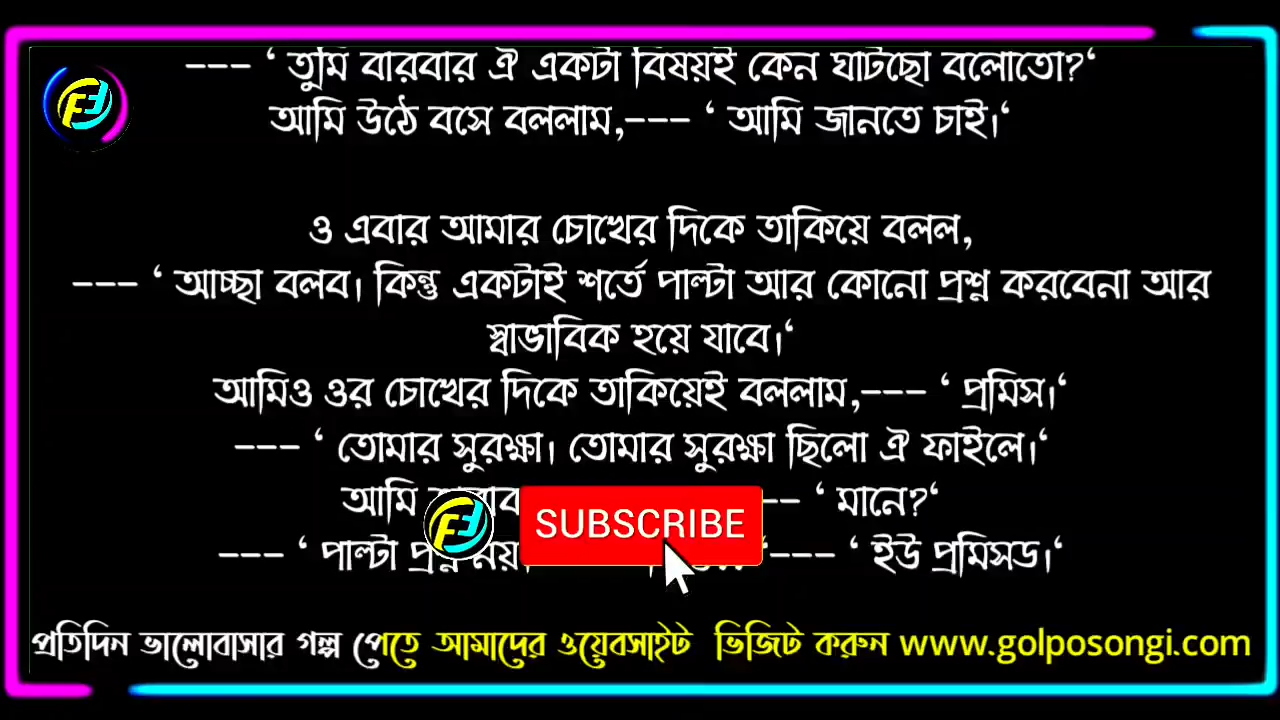 --- ‘ তুমি বারবার ঐ একটা বিষয়ই কেন ঘাটছো বলোতো?‘
আমি উঠে বসে বললাম,--- ‘ আমি জানতে চাই।‘
ও এবার আমার চোখের দিকে তাকিয়ে বলল,
--- ‘ আচ্ছা বলব। কিন্তু একটাই শর্তে পাল্টা আর কোনো প্রশ্ন করবেনা আর
স্বাভাবিক হয়ে যাবে।‘
আমিও ওর চোখের দিকে তাকিয়েই বললাম,--- ‘ প্রমিস।‘
--- ‘ তোমার সুরক্ষা। তোমার সুরক্ষা ছিলো ঐ ফাইলে।‘
আমি -- ‘ মানে?‘
--- ‘ পাল্টা প্রশ্ন নয়। ‘--- ‘ ইউ প্রমিসড।‘
SUBSCRIBE
প্রতিদিন ভালোবাসার গল্প পেতে আমাদের ওয়েবসাইট ভিজিট করুন www.golposongi.com